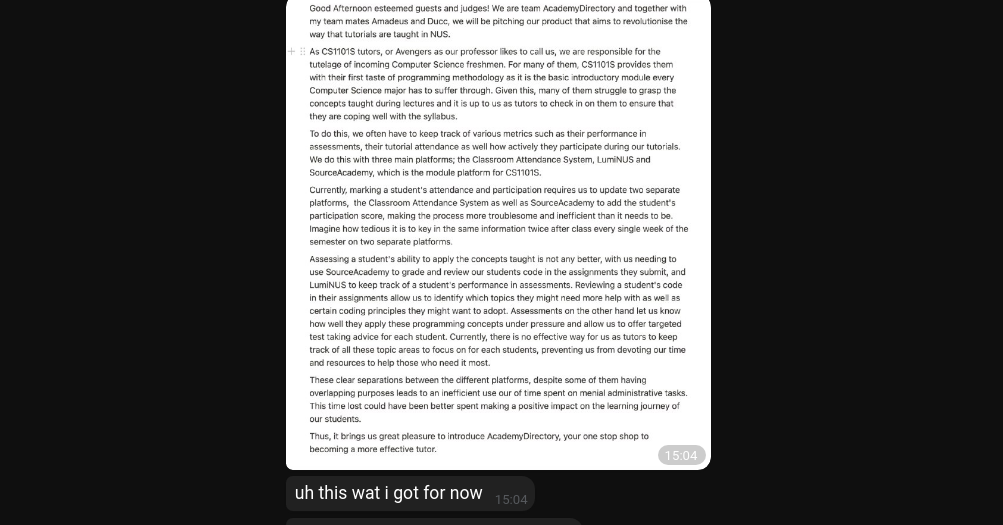 Good Afternoon esteemed guests and judges! We are team AcademyDirectory and together with
my team mates Amadeus and Ducc, we will be pitching our product that aims to revolutionise the
way that tutorials are taught in NUS.
As CS1101S tutors, or Avengers as our professor likes to call us, we are responsible for the
tutelage of incoming Computer Science freshmen. For many of them, CS1101S provides them
with their first taste of programming methodology as it is the basic introductory module every
Computer Science major has to suffer through. Given this, many of them struggle to grasp the
concepts taught during lectures and it is up to us as tutors to check in on them to ensure that
they are coping well with the syllabus.
To do this, we often have to keep track of various metrics such as their performance in
assessments, their tutorial attendance as well how actively they participate during our tutorials.
We do this with three main platforms; the Classroom Attendance System, LumiNUS and
SourceAcademy, which is the module platform for CS1101S.
Currently, marking a student's attendance and participation requires us to update two separate
platforms, the Classroom Attendance System as well as SourceAcademy to add the student's
participation score, making the process more troublesome and inefficient than it needs to be.
Imagine how tedious it is to key in the same information twice after class every single week of the
semester on two separate platforms.
Assessing a student's ability to apply the concepts taught is not any better, with us needing to
use SourceAcademy to grade and review our students code in the assignments they submit, and
LumiNUS to keep track of a student's performance in assessments. Reviewing a student's code
in their assignments allow us to identify which topics they might need more help with as well as
certain coding principles they might want to adopt. Assessments on the other hand let us know
how well they apply these programming concepts under pressure and allow us to offer targeted
test taking advice for each student. Currently, there is no effective way for us as tutors to keep
track of all these topic areas to focus on for each students, preventing us from devoting our time
and resources to help those who need it most.
These clear separations between the different platforms, despite some of them having
overlapping purposes leads to an inefficient use our of time spent on menial administrative tasks.
This time lost could have been better spent making a positive impact on the learning journey of
our students.
Thus, it brings us great pleasure to introduce AcademyDirectory, your one stop shop to
becoming a more effective tutor.
15:04
uh this wat i got for now 15:04